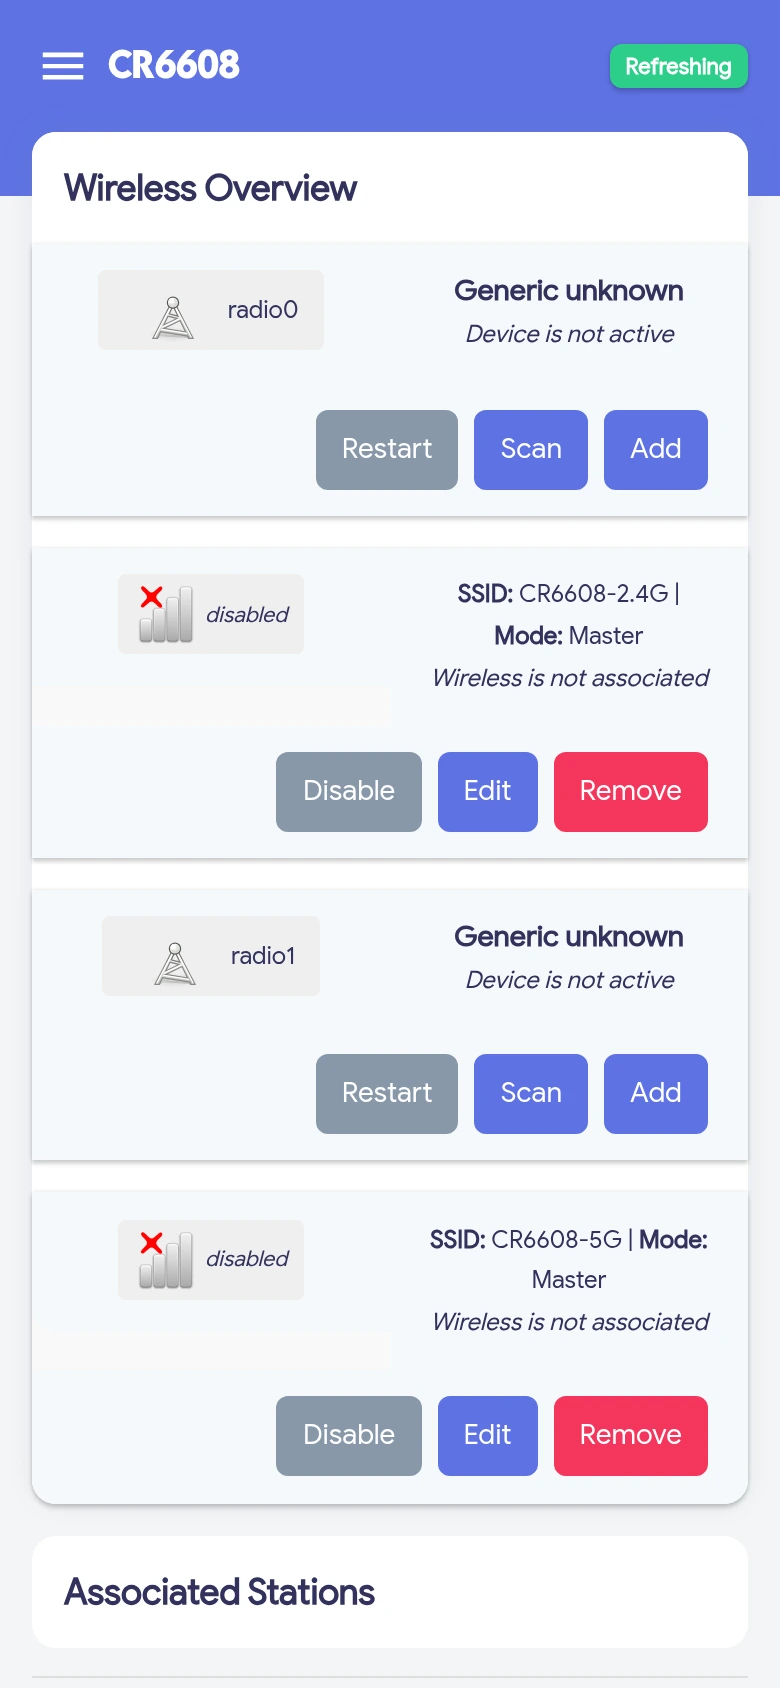 CR6608
Refreshing
Wireless Overview
radio0
Generic unknown
Device is not active
Restart
Scan
Add
disabled
SSID: CR6608-2.4G |
Mode: Master
Wireless is not associated
Disable
Edit
Remove
radio1
Generic unknown
Device is not active
Restart
Scan
Add
disabled
SSID: CR6608-5G | Mode:
Master
Wireless is not associated
Disable
Edit
Remove
Associated Stations